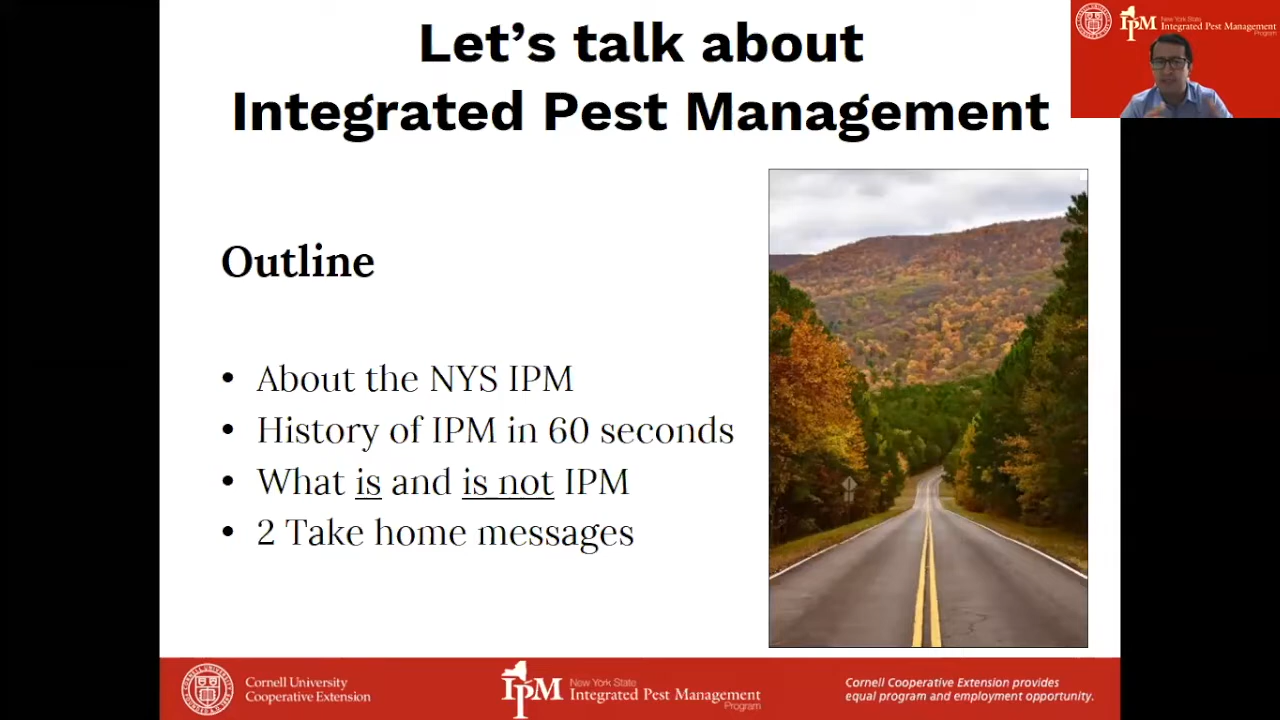 Let's talk about
Integrated Pest Management
New York State
IPM Integrated Pest Management
Program
Outline
• About the NYS IPM
• History of IPM in 60 seconds
• What is and is not IPM
• 2 Take home messages
Cornell University
Cooperative Extension
New York State
IPM Integrated Pest Management
Program
Cornell Cooperative Extension provides
equal program and employment opportunity.